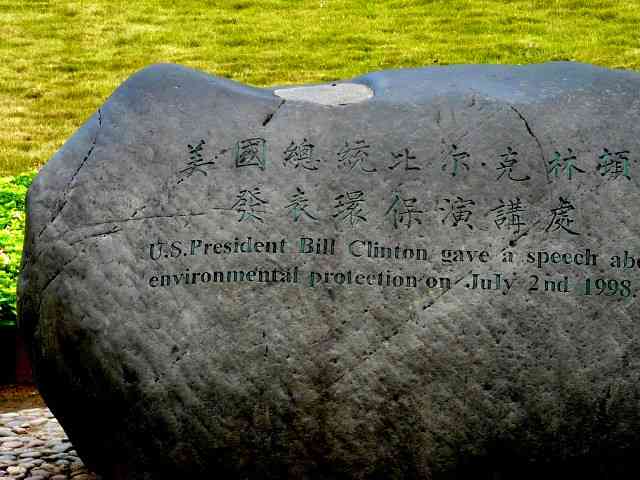 美國總統比尔·克林頓
發表環保演講處
U.S.President Bill Clinton gave a speech abo
environmental protection on July 2nd 1998.